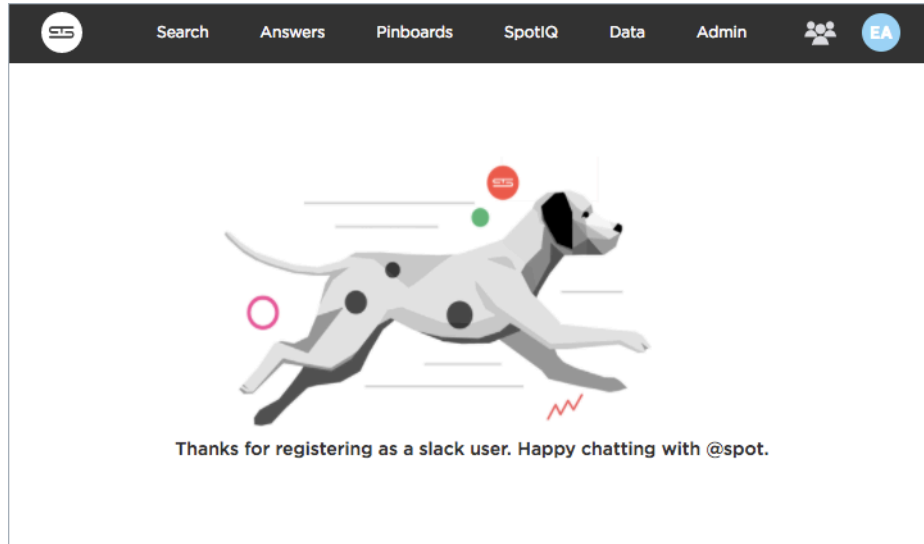 Search Answers Pinboards SpotIQ Data Admin EA
Thanks for registering as a slack user. Happy chatting with @spot.